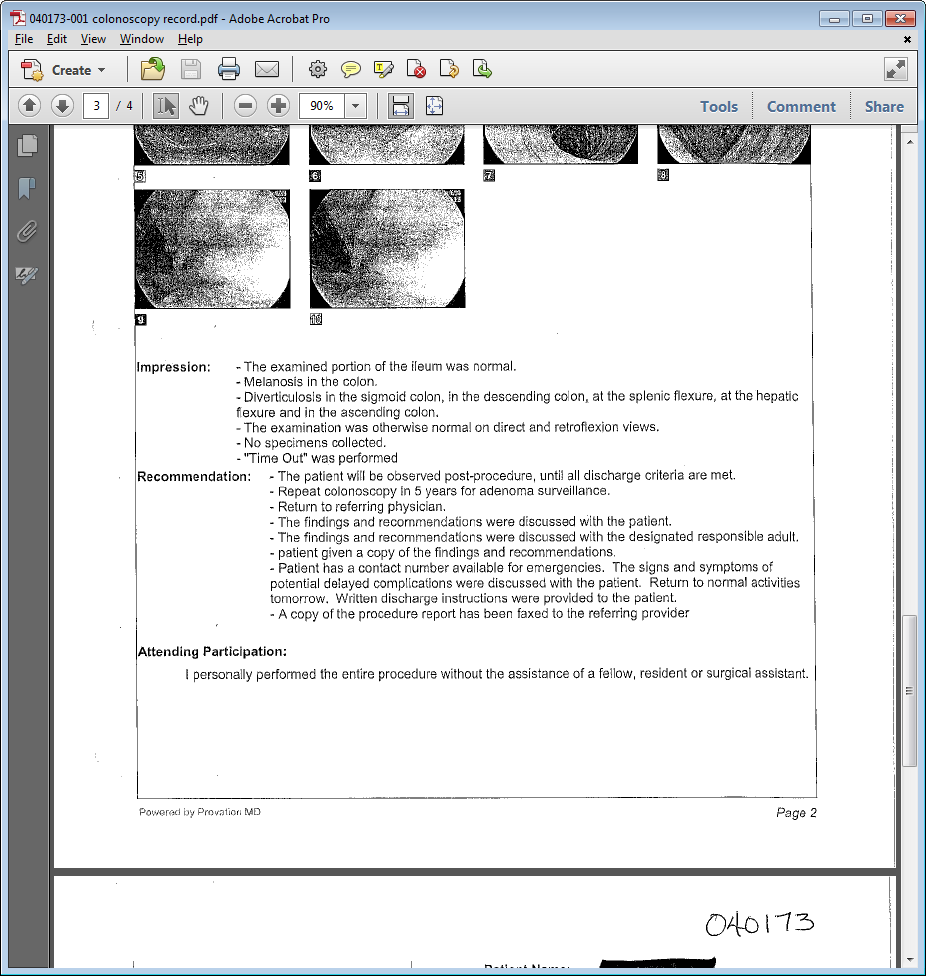 040173-001 colonoscopy record.pdf - Adobe Acrobat Pro
File Edit View Window Help
Create
3 / 4 90% Tools Comment Share
5 6 7 8
9 10
Impression: - The examined portion of the ileum was normal.
- Melanosis in the colon.
- Diverticulosis in the sigmoid colon, in the descending colon, at the splenic flexure, at the hepatic
flexure and in the ascending colon.
- The examination was otherwise normal on direct and retroflexion views.
- No specimens collected.
- "Time Out" was performed
Recommendation: - The patient will be observed post-procedure, until all discharge criteria are met.
- Repeat colonoscopy in 5 years for adenoma surveillance.
- Return to referring physician.
- The findings and recommendations were discussed with the patient.
- The findings and recommendations were discussed with the designated responsible adult.
- patient given a copy of the findings and recommendations.
- Patient has a contact number available for emergencies. The signs and symptoms of
potential delayed complications were discussed with the patient. Return to normal activities
tomorrow. Written discharge instructions were provided to the patient.
- A copy of the procedure report has been faxed to the referring provider
Attending Participation:
I personally performed the entire procedure without the assistance of a fellow, resident or surgical assistant.
Powered by Provation MD Page 2
040173
Patient Name: